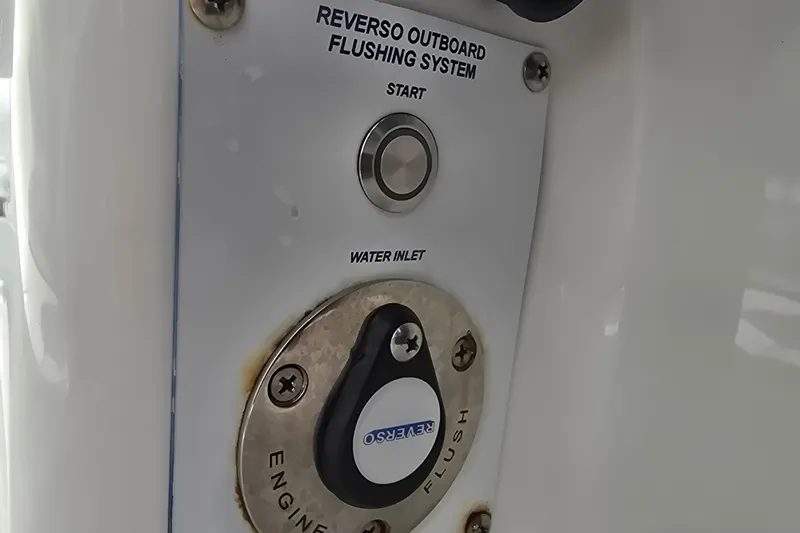 REVERSO OUTBOARD
FLUSHING SYSTEM
START
WATER INLET
REVERSO
ENGINE FLUSH